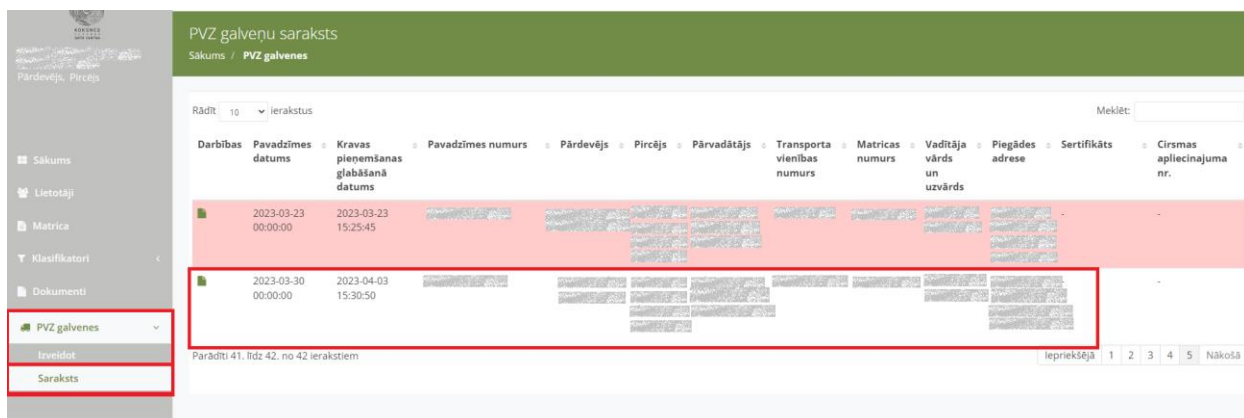 KOKUNESS
Pārdevējs, Pircējs
Sākums
Lietotāji
Matrica
Klasifikatori
Dokumenti
PVZ galvenes
Izveidot
Saraksts
PVZ galveņu saraksts
Sākums / PVZ galvenes
Rādīt 10 ierakstus
Meklēt:
Darbības Pavadzīmes datums Kravas pieņemšanas glabāšanā datums Pavadzīmes numurs Pārdevējs Pircējs Pārvadātājs Transporta vienības numurs Matricas numurs Vadītāja vārds un uzvārds Piegādes adrese Sertifikāts Cirsmas apliecinajuma nr.
2023-03-23 00:00:00 2023-03-23 15:25:45 - -
2023-03-30 00:00:00 2023-04-03 15:30:50 -
Parādīti 41. līdz 42. no 42 ierakstiem
Iepriekšējā 1 2 3 4 5 Nākošā